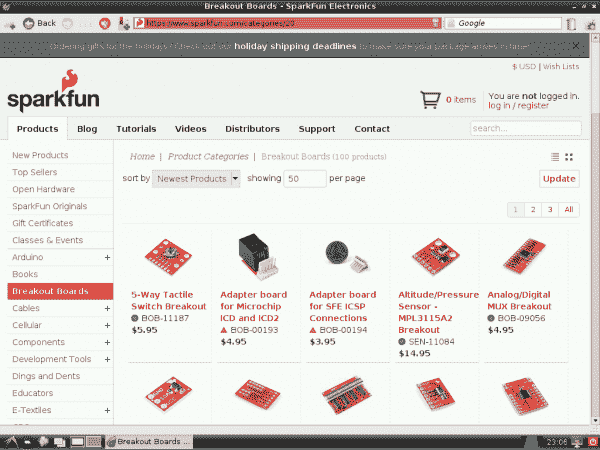 Breakout Boards - SparkFun Electronics
Back
https://www.sparkfun.com/categories/20
Google
Ordering gifts for the holidays? Check out our holiday shipping deadlines to make sure your package arrives in time!
$ USD | Wish Lists
sparkfun
0 items
You are not logged in.
log in / register
Products Blog Tutorials Videos Distributors Support Contact
search...
New Products
Top Sellers
Open Hardware
SparkFun Originals
Gift Certificates
Classes & Events
Arduino +
Books
Breakout Boards
Cables +
Cellular +
Components +
Development Tools +
Dings and Dents
Educators
E-Textiles +
Home | Product Categories | Breakout Boards (100 products)
sort by Newest Products showing 50 per page
Update
1 2 3 All
5-Way Tactile
Switch Breakout
BOB-11187
$5.95
Adapter board
for Microchip
ICD and ICD2
BOB-00193
$4.95
Adapter board
for SFE ICSP
Connections
BOB-00194
$3.95
Altitude/Pressure
Sensor -
MPL3115A2
Breakout
SEN-11084
$14.95
Analog/Digital
MUX Breakout
BOB-09056
$4.95
Breakout Boards ...
23:06